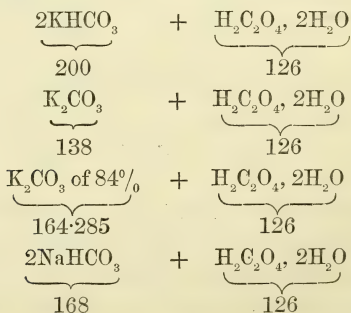 2KHCO₃ + H₂C₂O₄, 2H₂O
200 126
K₂CO₃ + H₂C₂O₄, 2H₂O
138 126
K₂CO₃ of 84% + H₂C₂O₄, 2H₂O
164·285 126
2NaHCO₃ + H₂C₂O₄, 2H₂O
168 126